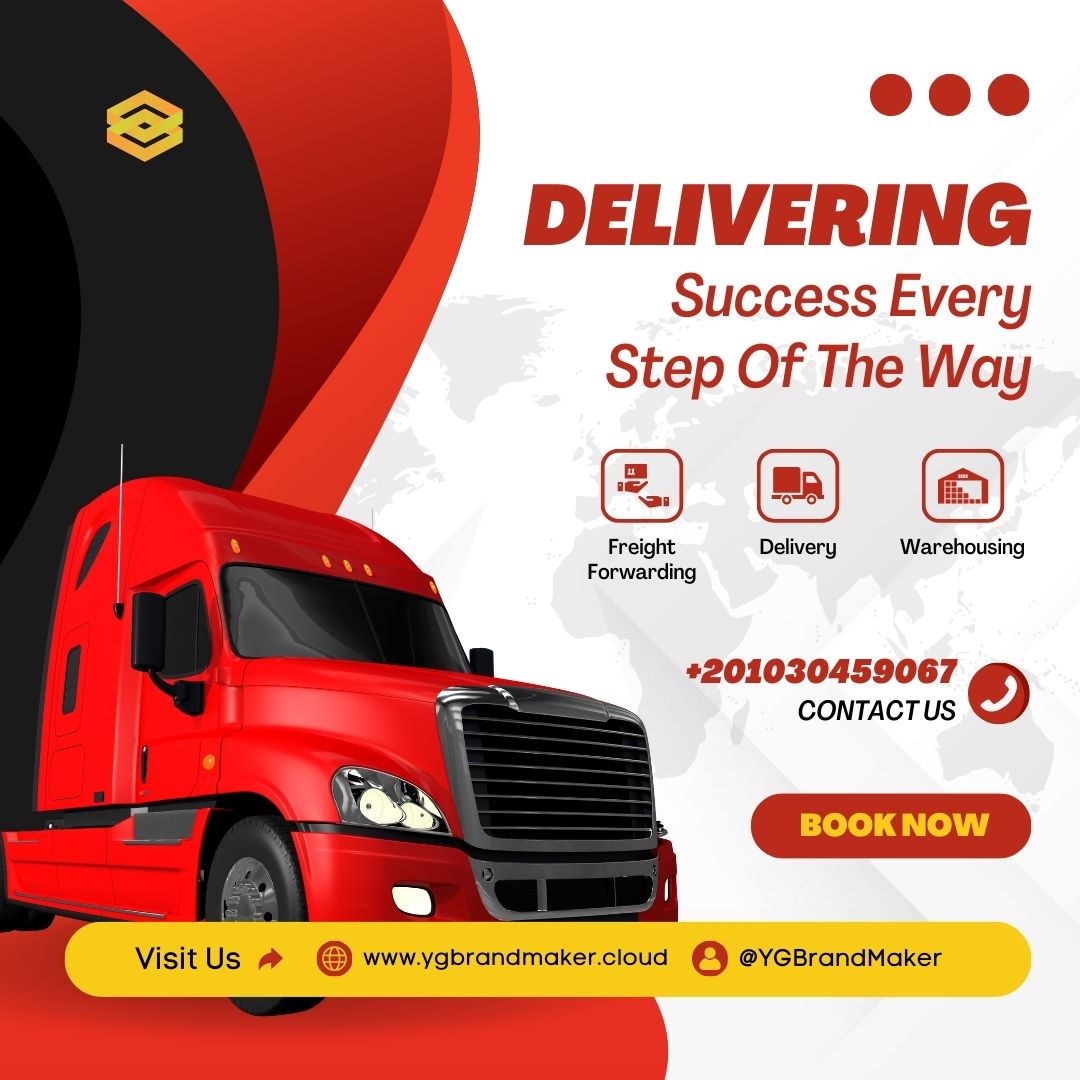 DELIVERING
Success Every
Step Of The Way
Freight
Forwarding
Delivery
Warehousing
+201030459067
CONTACT US
BOOK NOW
Visit Us
www.ygbrandmaker.cloud
@YGBrandMaker